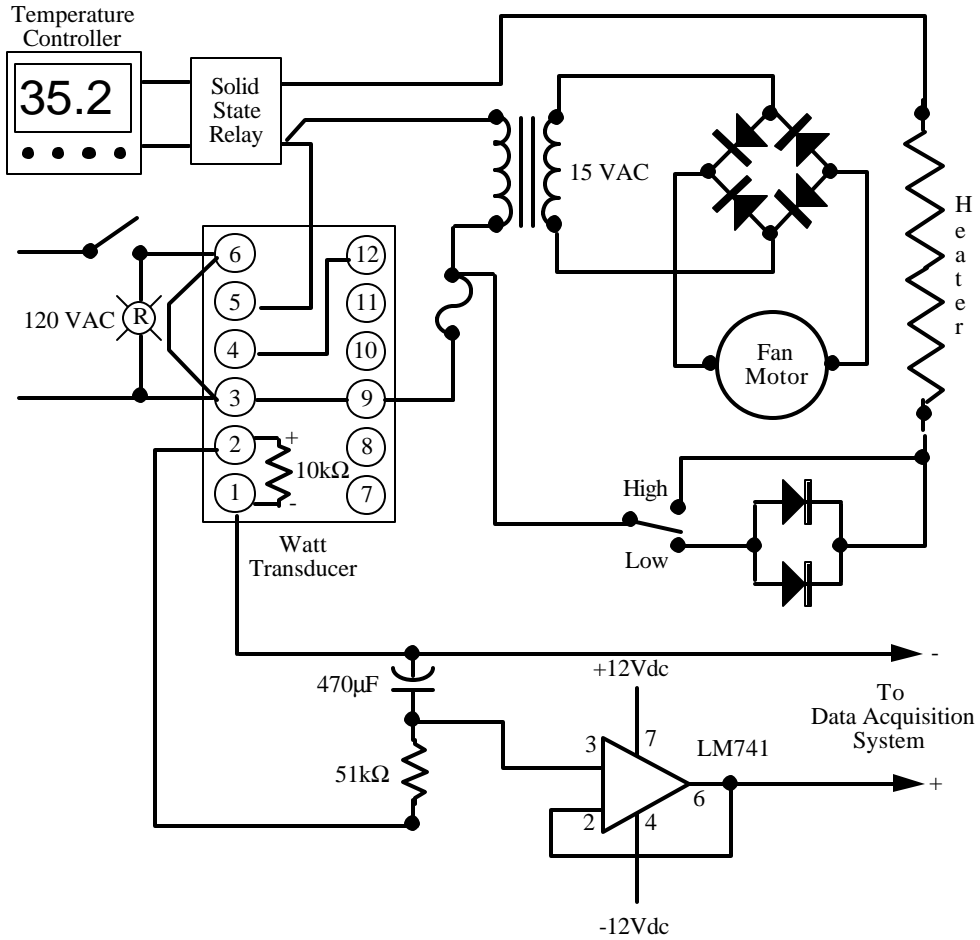 Temperature
Controller
35.2
Solid
State
Relay
15 VAC
Heater
120 VAC
R
6
5
4
3
2
1
12
11
10
9
8
7
+
10kΩ
-
Watt
Transducer
Fan
Motor
High
Low
470µF
51kΩ
+12Vdc
-12Vdc
3
2
7
4
6
LM741
-
To
Data Acquisition
System
+